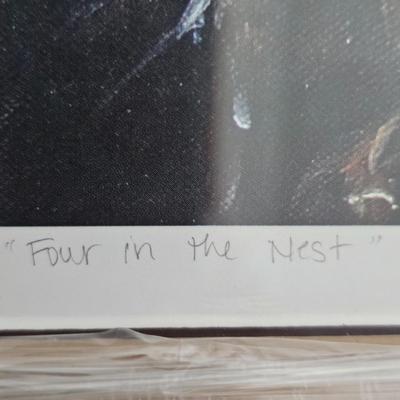 "Four in the Nest"